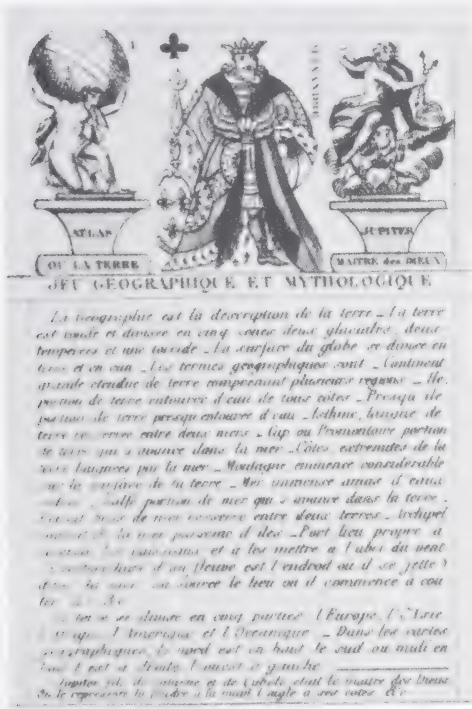 ATLAS
OU LA TERRE
JUPITER
MAITRE des DIEUX
JEU GÉOGRAPHIQUE ET MYTHOLOGIQUE
La Géographie est la description de la terre _ La terre
est ronde et divisée en cinq zones deux glaciales, deux
tempérées et une torride _ La surface du globe se divise en
terre et en eau _ Les termes géographiques sont _ Continent
grande étendue de terre comprenant plusieurs régions _ Ile,
portion de terre entourée d'eau de tous côtés _ Presqu'ile
portion de terre presqu'entourée d'eau _ Isthme, langue de
terre resserrée entre deux mers _ Cap ou Promontoire portion
de terre qui s'avance dans la mer _ Côtes, extrémités de la
terre baignées par la mer _ Montagne éminence considérable
sur la surface de la terre _ Mer immense amas d'eaux
Golfe portion de mer qui s'avance dans la terre _
bras de mer resserré entre deux terres _ Archipel
de la mer parsemé d'iles _ Port lieu propre à
les vaisseaux et à les mettre à l'abri du vent
d'un fleuve est l'endroit où il se jette
dans la mer sa source le lieu où il commence à cou
ler
La terre se divise en cinq parties l'Europe, l'Asie
l'Afrique l'Amérique et l'Océanique _ Dans les cartes
géographiques, le nord est en haut le sud ou midi en
bas l'est à droite, l'ouest à gauche
Jupiter fils de Saturne et de Cybèle était le maitre des Dieux
On le représente la foudre à la main l'aigle à ses côtés